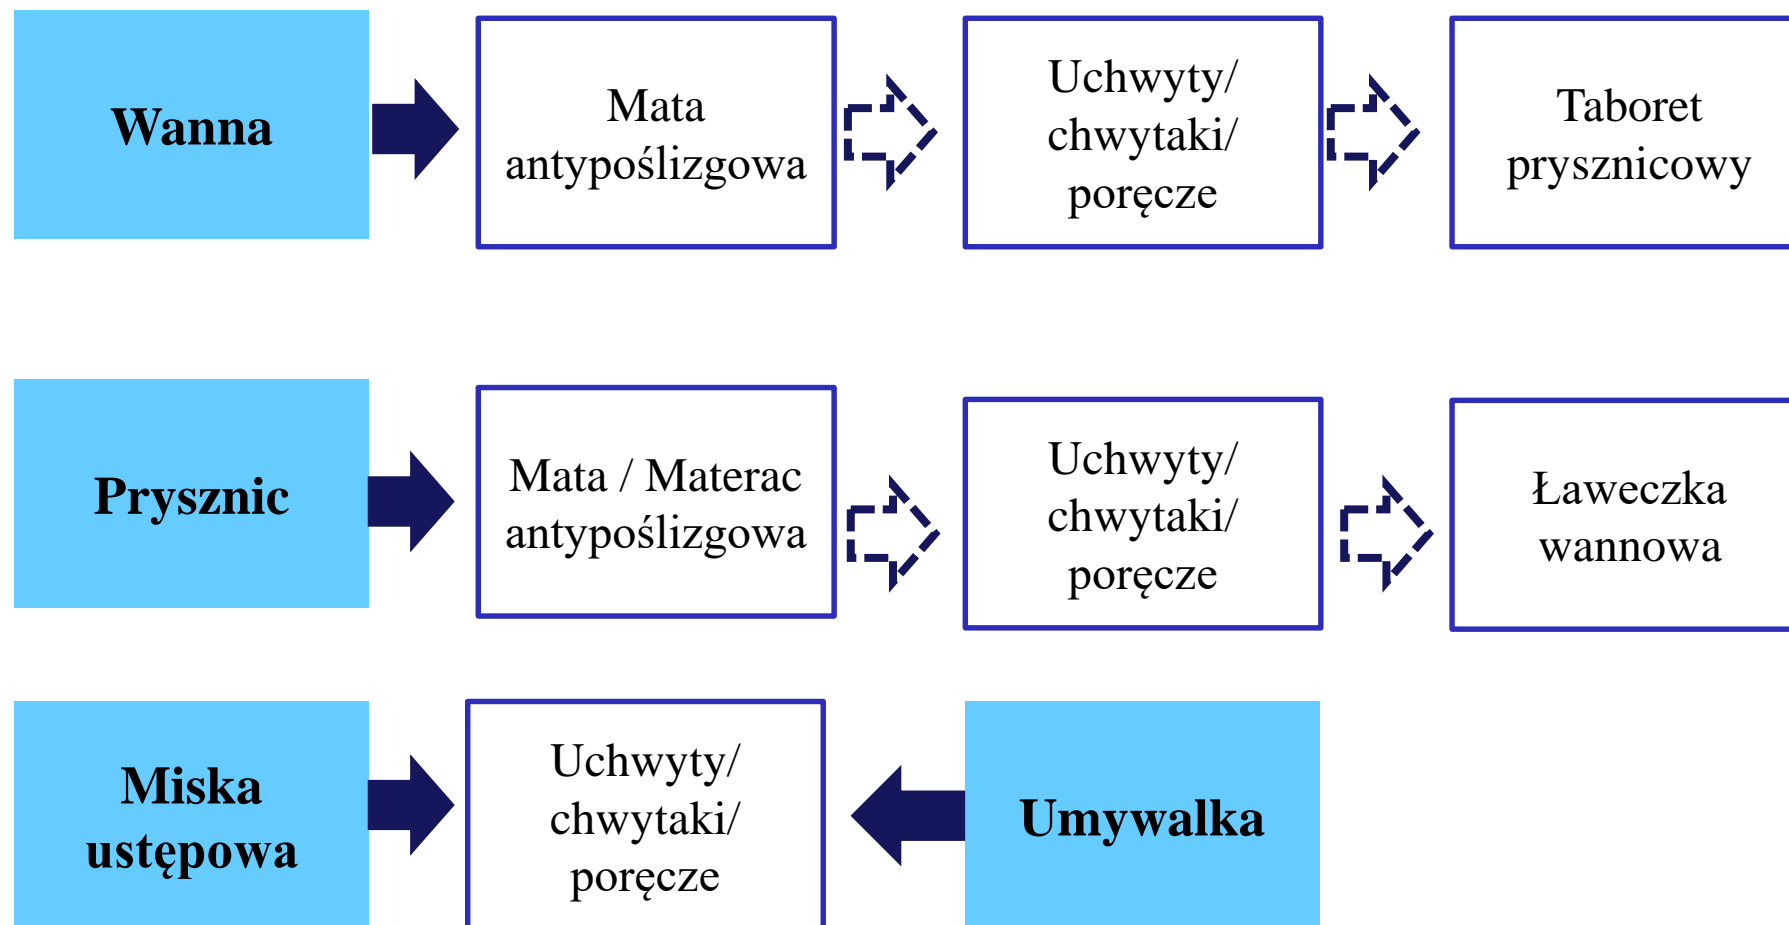 Wanna
Mata
antypoślizgowa
Uchwyty/
chwytaki/
poręcze
Taboret
prysznicowy
Prysznic
Mata / Materac
antypoślizgowa
Uchwyty/
chwytaki/
poręcze
Ławeczka
wannowa
Miska
ustępowa
Uchwyty/
chwytaki/
poręcze
Umywalka